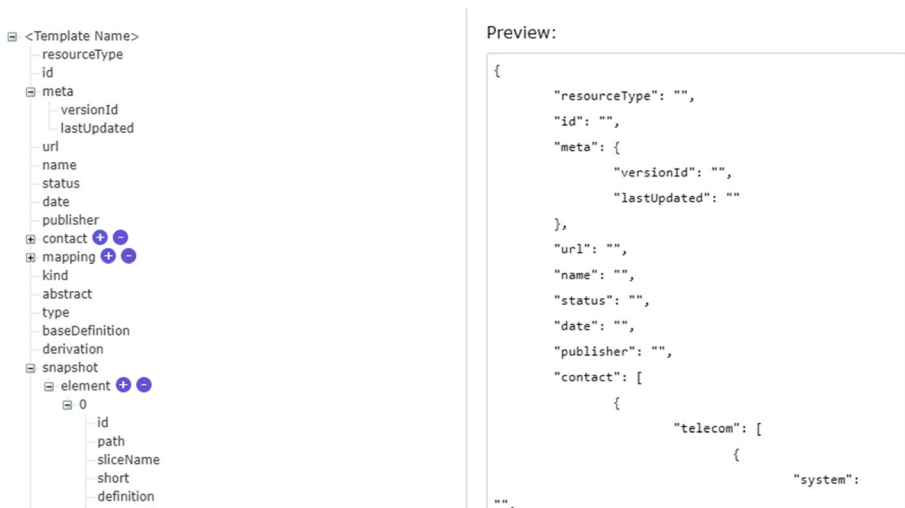 <Template Name>
resourceType
id
meta
versionId
lastUpdated
url
name
status
date
publisher
contact
mapping
kind
abstract
type
baseDefinition
derivation
snapshot
element
0
id
path
sliceName
short
definition
Preview:
{
"resourceType": "",
"id": "",
"meta": {
"versionId": "",
"lastUpdated": ""
},
"url": "",
"name": "",
"status": "",
"date": "",
"publisher": "",
"contact": [
{
"telecom": [
{
"system":
"",